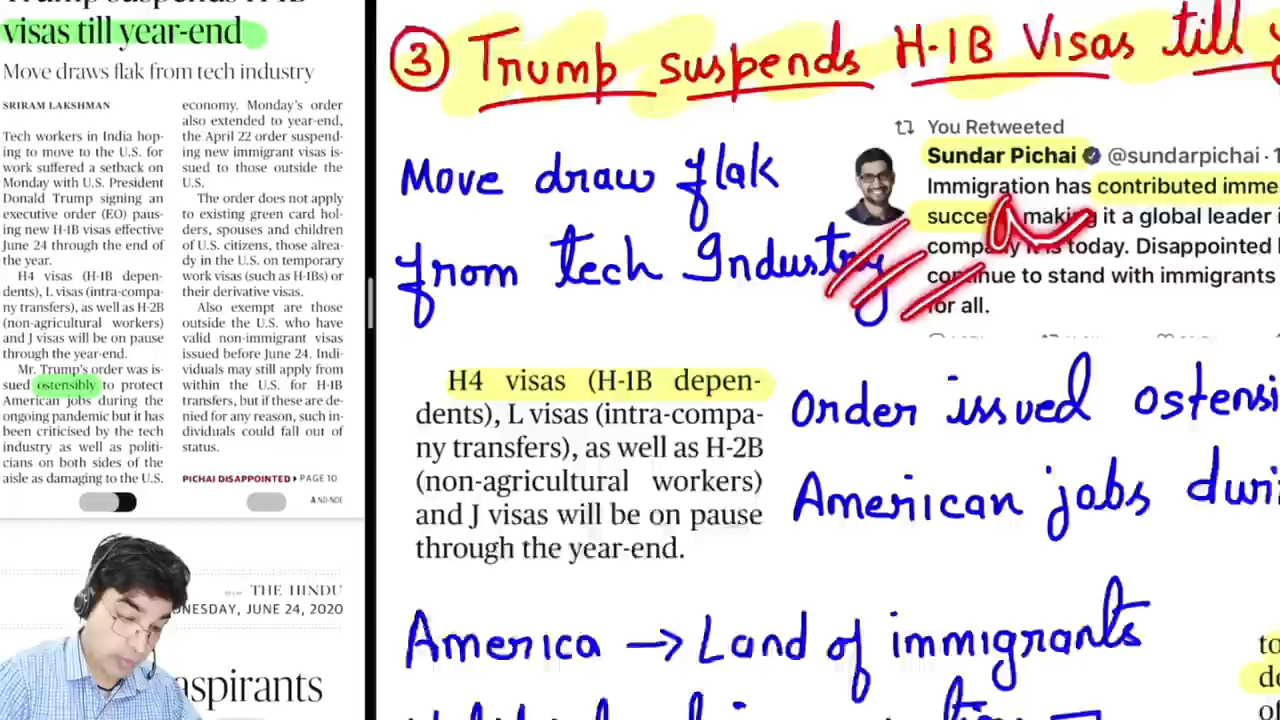 Trump suspends H-1B
visas till year-end
Move draws flak from tech industry
SRIRAM LAKSHMAN
Tech workers in India hop-
ing to move to the U.S. for
work suffered a setback on
Monday with U.S. President
Donald Trump signing an
executive order (EO) paus-
ing new H-1B visas effective
June 24 through the end of
the year.
H4 visas (H-1B depen-
dents), L visas (intra-compa-
ny transfers), as well as H-2B
(non-agricultural workers)
and J visas will be on pause
through the year-end.
Mr. Trump's order was is-
sued ostensibly to protect
American jobs during the
ongoing pandemic but it has
been criticised by the tech
industry as well as politi-
cians on both sides of the
aisle as damaging to the U.S.
economy. Monday's order
also extended to year-end,
the April 22 order suspend-
ing new immigrant visas is-
sued to those outside the
U.S.
The order does not apply
to existing green card hol-
ders, spouses and children
of U.S. citizens, those alrea-
dy in the U.S. on temporary
work visas (such as H-1Bs) or
their derivative visas.
Also exempt are those
outside the U.S. who have
valid non-immigrant visas
issued before June 24. Indi-
viduals may still apply from
within the U.S. for H-1B
transfers, but if these are de-
nied for any reason, such in-
dividuals could fall out of
status.
PICHAI DISAPPOINTED PAGE 10
A ND-NDE
THE HINDU
WEDNESDAY, JUNE 24, 2020
aspirants
③ Trump suspends H-1B Visas till
Move draw flak
from tech Industry
You Retweeted
Sundar Pichai @sundarpichai · 1
Immigration has contributed imme
success, making it a global leader i
company it is today. Disappointed
continue to stand with immigrants
for all.
H4 visas (H-1B depen-
dents), L visas (intra-compa-
ny transfers), as well as H-2B
(non-agricultural workers)
and J visas will be on pause
through the year-end.
Order issued ostensi
American jobs duri
America → Land of immigrants
to
of